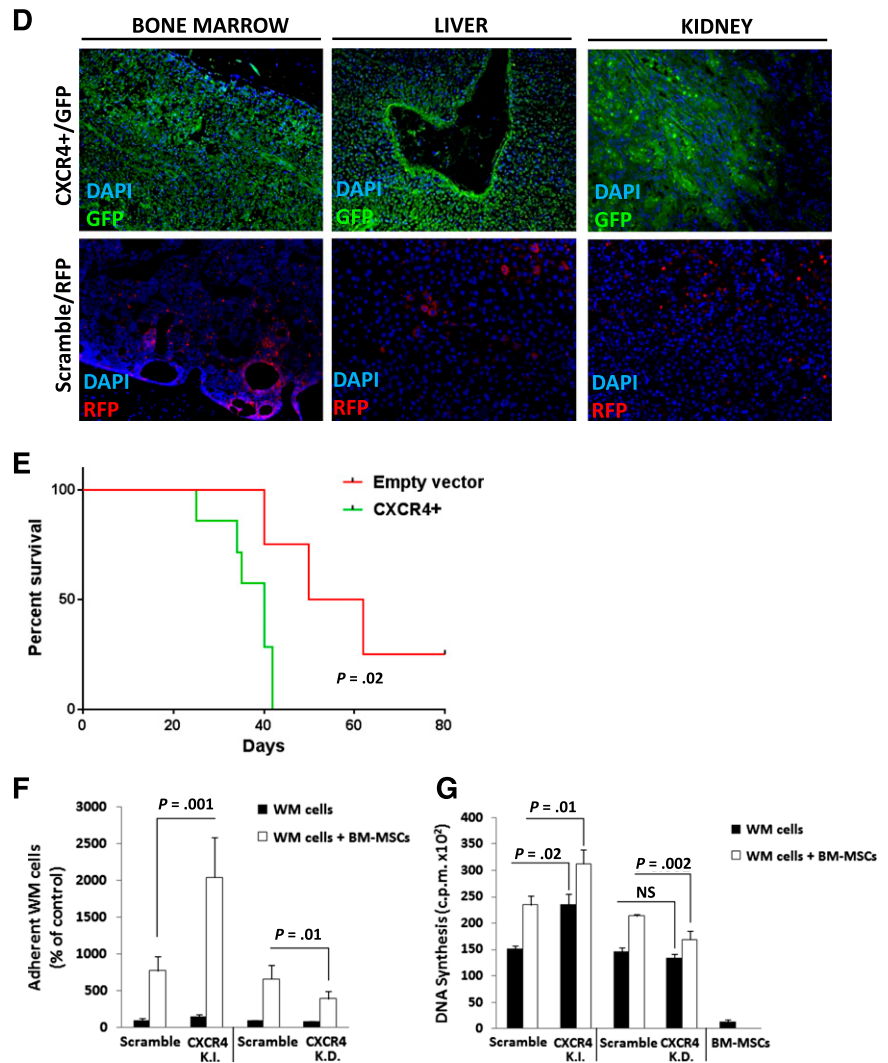 D
BONE MARROW LIVER KIDNEY
CXCR4+/GFP
DAPI
GFP
DAPI
GFP
DAPI
GFP
Scramble/RFP
DAPI
RFP
DAPI
RFP
DAPI
RFP
E
Percent survival
100
50
0
0 20 40 60 80
Days
Empty vector
CXCR4+
P = .02
F
Adherent WM cells
(% of control)
3000
2500
2000
1500
1000
500
0
P = .001
WM cells
WM cells + BM-MSCs
P = .01
Scramble CXCR4 Scramble CXCR4
K.I. K.D.
G
DNA Synthesis (c.p.m. x10²)
400
350
300
250
200
150
100
50
0
P = .01
P = .02
WM cells
WM cells + BM-MSCs
P = .002
NS
Scramble CXCR4 Scramble CXCR4 BM-MSCs
K.I. K.D.